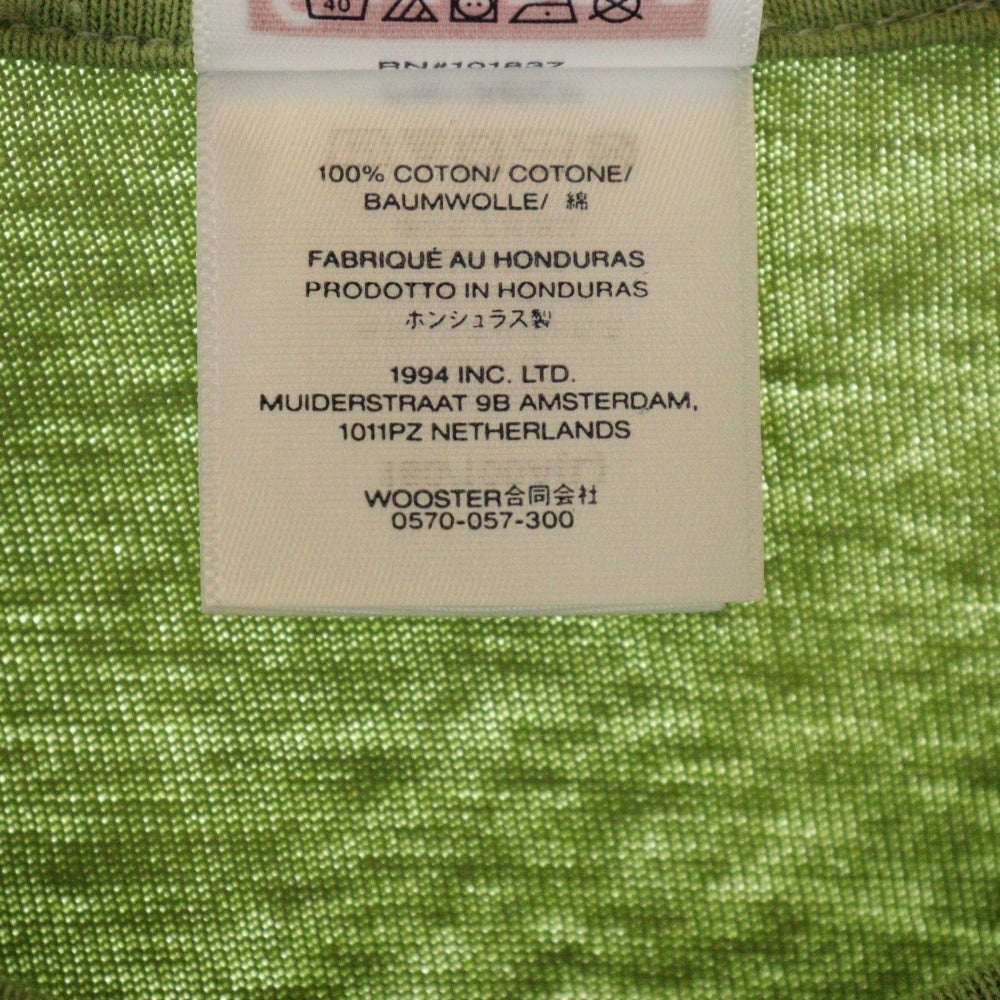 40
RN#101837
100% COTON/ COTONE/
BAUMWOLLE/ 綿
FABRIQUÉ AU HONDURAS
PRODOTTO IN HONDURAS
ホンジュラス製
1994 INC. LTD.
MUIDERSTRAAT 9B AMSTERDAM,
1011PZ NETHERLANDS
WOOSTER合同会社
0570-057-300